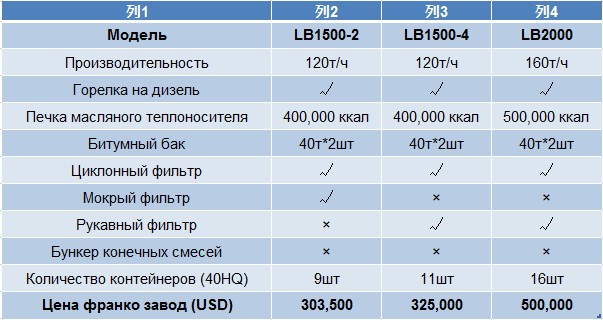 列1 列2 列3 列4
Модель LB1500-2 LB1500-4 LB2000
Производительность 120т/ч 120т/ч 160т/ч
Горелка на дизель √ √ √
Печка масляного теплоносителя 400,000 ккал 400,000 ккал 500,000 ккал
Битумный бак 40т*2шт 40т*2шт 40т*2шт
Циклонный фильтр √ √ √
Мокрый фильтр √ × ×
Рукавный фильтр × √ √
Бункер конечных смесей × × ×
Количество контейнеров (40HQ) 9шт 11шт 16шт
Цена франко завод (USD) 303,500 325,000 500,000